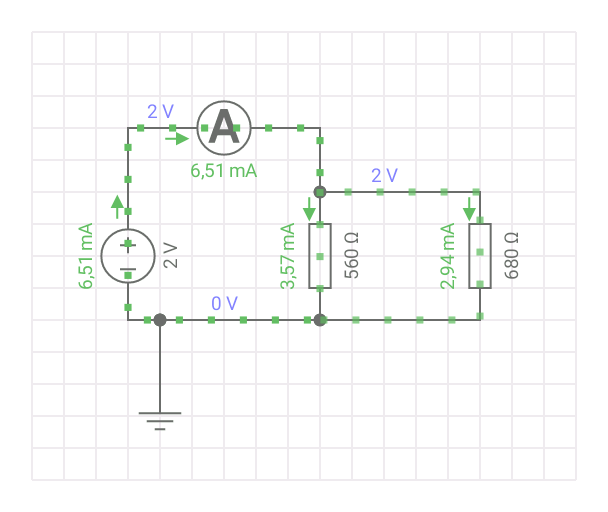 2 V
A
6,51 mA
2 V
6,51 mA
2 V
3,57 mA
560 Ω
2,94 mA
680 Ω
0 V